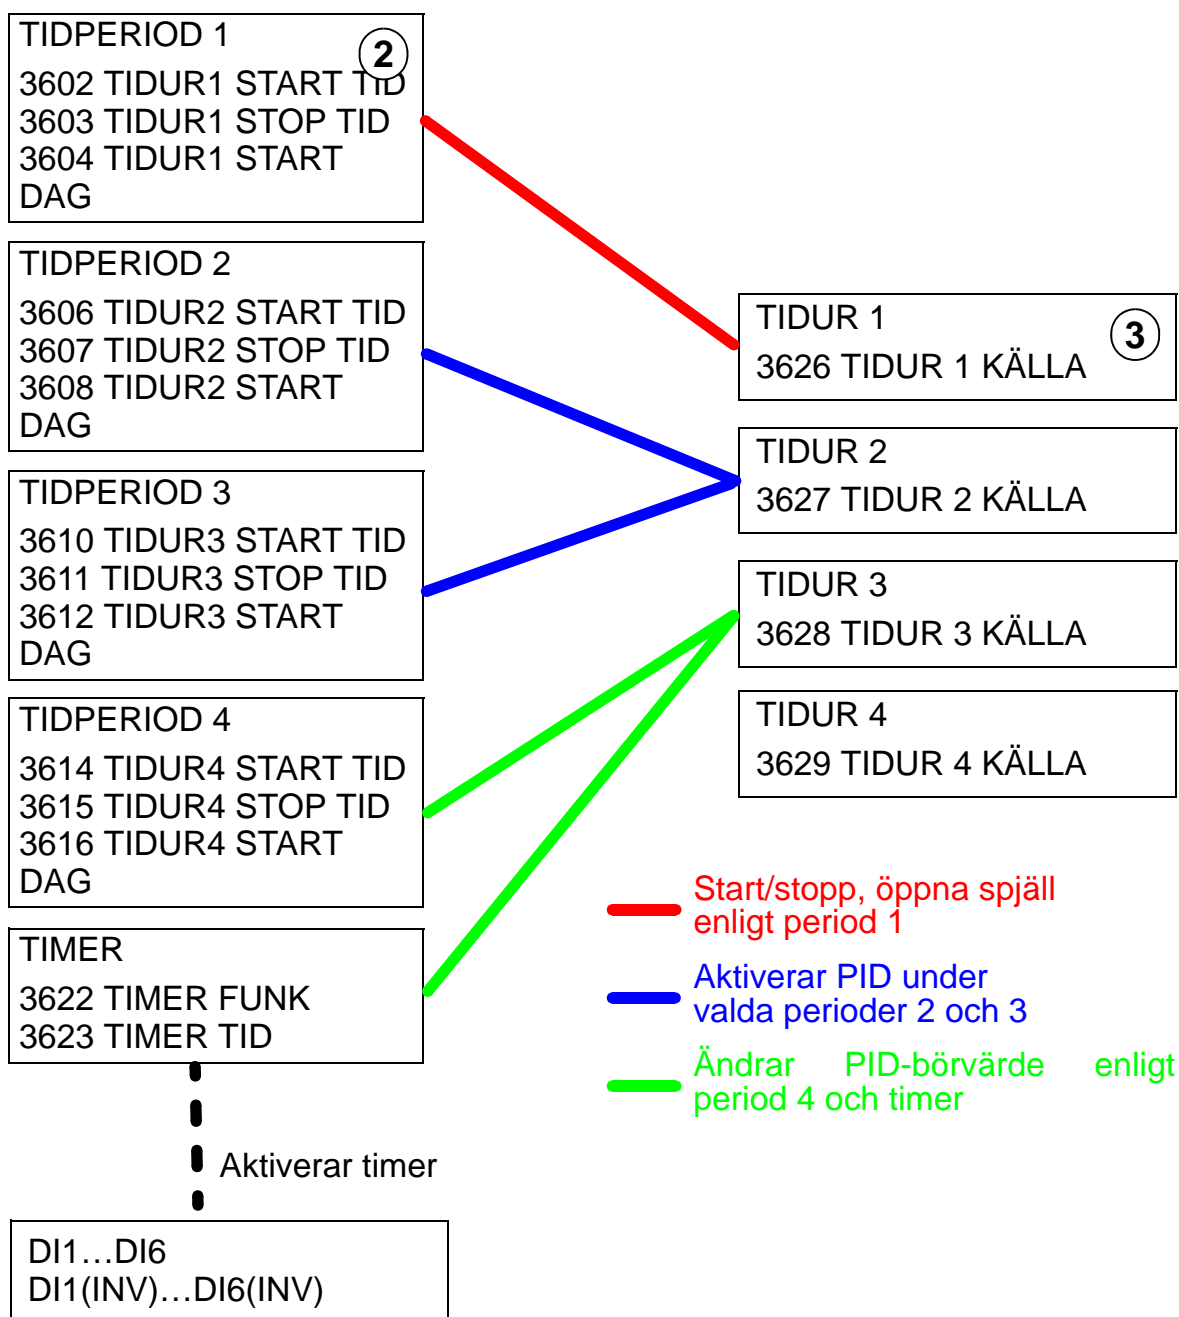 TIDPERIOD 1
2
3602 TIDUR1 START TID
3603 TIDUR1 STOP TID
3604 TIDUR1 START
DAG
TIDPERIOD 2
3606 TIDUR2 START TID
3607 TIDUR2 STOP TID
3608 TIDUR2 START
DAG
TIDPERIOD 3
3610 TIDUR3 START TID
3611 TIDUR3 STOP TID
3612 TIDUR3 START
DAG
TIDPERIOD 4
3614 TIDUR4 START TID
3615 TIDUR4 STOP TID
3616 TIDUR4 START
DAG
TIMER
3622 TIMER FUNK
3623 TIMER TID
Aktiverar timer
DI1…DI6
DI1(INV)…DI6(INV)
TIDUR 1
3
3626 TIDUR 1 KÄLLA
TIDUR 2
3627 TIDUR 2 KÄLLA
TIDUR 3
3628 TIDUR 3 KÄLLA
TIDUR 4
3629 TIDUR 4 KÄLLA
Start/stopp, öppna spjäll
enligt period 1
Aktiverar PID under
valda perioder 2 och 3
Ändrar PID-börvärde enligt
period 4 och timer